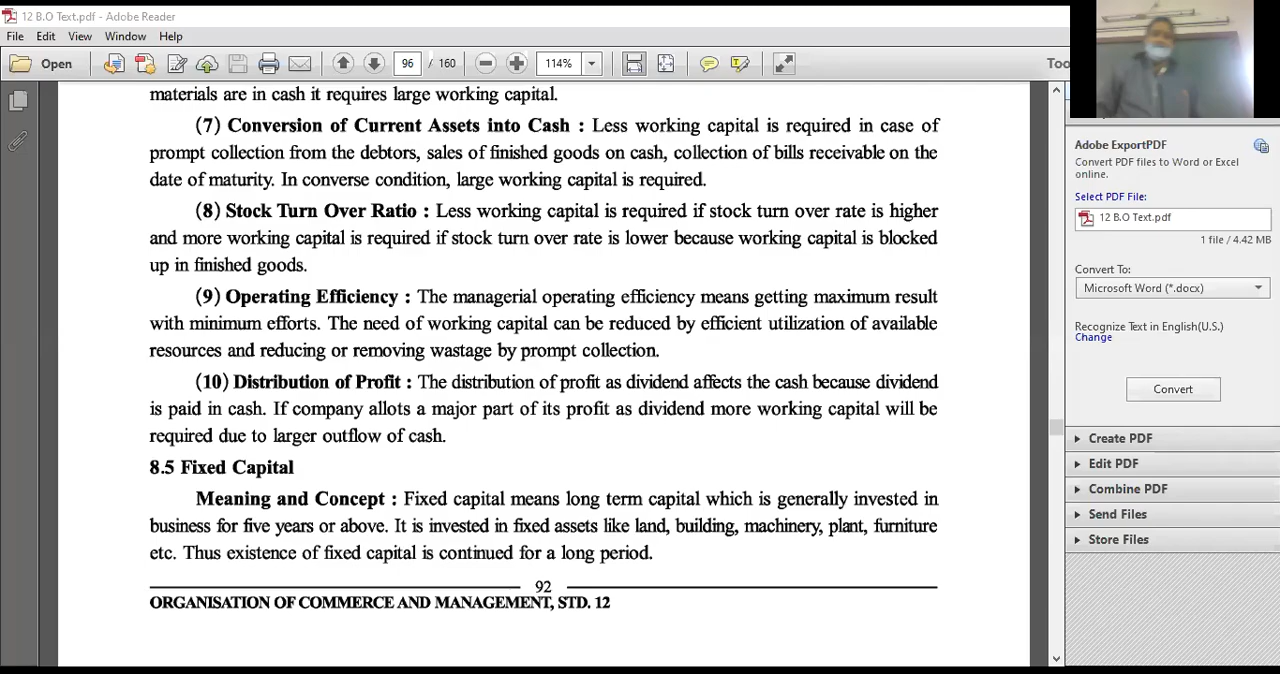 12 B.O Text.pdf - Adobe Reader
File Edit View Window Help
Open 96 / 160 114% Too
materials are in cash it requires large working capital.
(7) Conversion of Current Assets into Cash : Less working capital is required in case of
prompt collection from the debtors, sales of finished goods on cash, collection of bills receivable on the
date of maturity. In converse condition, large working capital is required.
(8) Stock Turn Over Ratio : Less working capital is required if stock turn over rate is higher
and more working capital is required if stock turn over rate is lower because working capital is blocked
up in finished goods.
(9) Operating Efficiency : The managerial operating efficiency means getting maximum result
with minimum efforts. The need of working capital can be reduced by efficient utilization of available
resources and reducing or removing wastage by prompt collection.
(10) Distribution of Profit : The distribution of profit as dividend affects the cash because dividend
is paid in cash. If company allots a major part of its profit as dividend more working capital will be
required due to larger outflow of cash.
8.5 Fixed Capital
Meaning and Concept : Fixed capital means long term capital which is generally invested in
business for five years or above. It is invested in fixed assets like land, building, machinery, plant, furniture
etc. Thus existence of fixed capital is continued for a long period.
92
ORGANISATION OF COMMERCE AND MANAGEMENT, STD. 12
Adobe ExportPDF
Convert PDF files to Word or Excel
online.
Select PDF File:
12 B.O Text.pdf
1 file / 4.42 MB
Convert To:
Microsoft Word (*.docx)
Recognize Text in English(U.S.)
Change
Convert
Create PDF
Edit PDF
Combine PDF
Send Files
Store Files